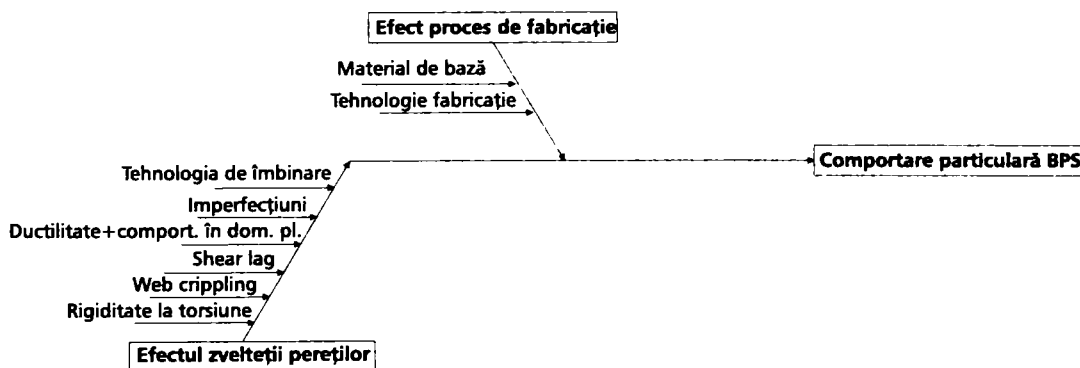 Efect proces de fabricație
Material de bază
Tehnologie fabricație
Comportare particulară BPS
Tehnologia de îmbinare
Imperfecțiuni
Ductilitate+comport. în dom. pl.
Shear lag
Web crippling
Rigiditate la torsiune
Efectul zvelteții pereților